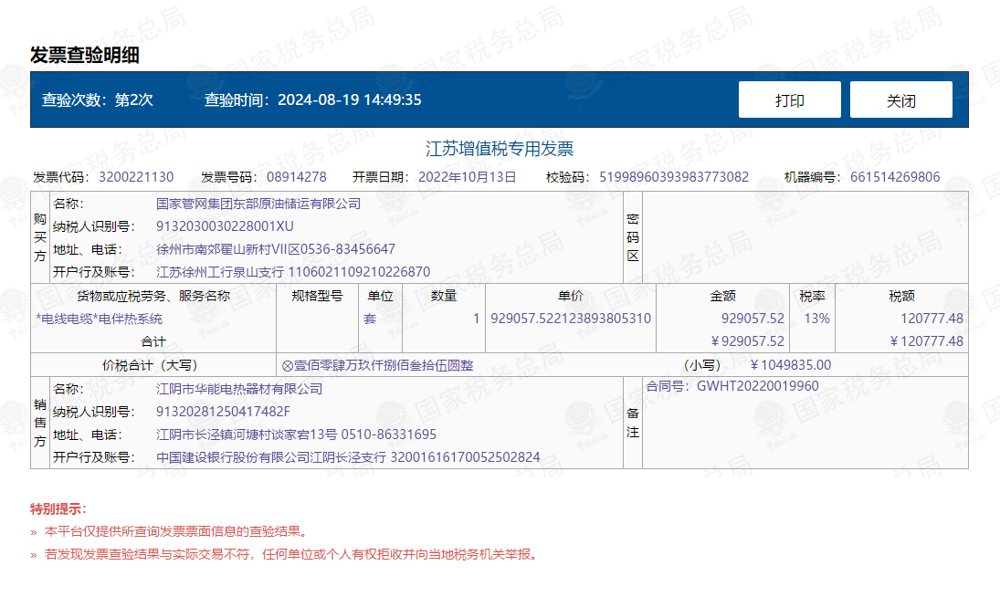 发票查验明细
查验次数：第2次 查验时间：2024-08-19 14:49:35 打印 关闭
江苏增值税专用发票
发票代码：3200221130 发票号码：08914278 开票日期：2022年10月13日 校验码：51998960393983773082 机器编号：661514269806
购买方
名称： 国家管网集团东部原油储运有限公司
纳税人识别号： 9132030030228001XU
地址、电话： 徐州市南郊翟山新村VII区0536-83456647
开户行及账号： 江苏徐州工行泉山支行 1106021109210226870
密码区
货物或应税劳务、服务名称 规格型号 单位 数量 单价 金额 税率 税额
*电线电缆*电伴热系统 套 1 929057.522123893805310 929057.52 13% 120777.48
合计 ￥929057.52 ￥120777.48
价税合计（大写） ⊗壹佰零肆万玖仟捌佰叁拾伍圆整 （小写） ￥1049835.00
销售方
名称： 江阴市华能电热器材有限公司
纳税人识别号： 91320281250417482F
地址、电话： 江阴市长泾镇河塘村谈家宕13号 0510-86331695
开户行及账号： 中国建设银行股份有限公司江阴长泾支行 32001616170052502824
备注
合同号：GWHT20220019960
特别提示：
» 本平台仅提供所查询发票票面信息的查验结果。
» 若发现发票查验结果与实际交易不符，任何单位或个人有权拒收并向当地税务机关举报。
国家税务总局